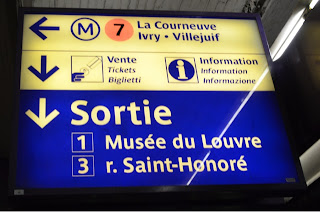 M 7 La Courneuve
Ivry • Villejuif
Vente
Tickets
Biglietti
i Information
Information
Informazione
Sortie
1 Musée du Louvre
3 r. Saint-Honoré